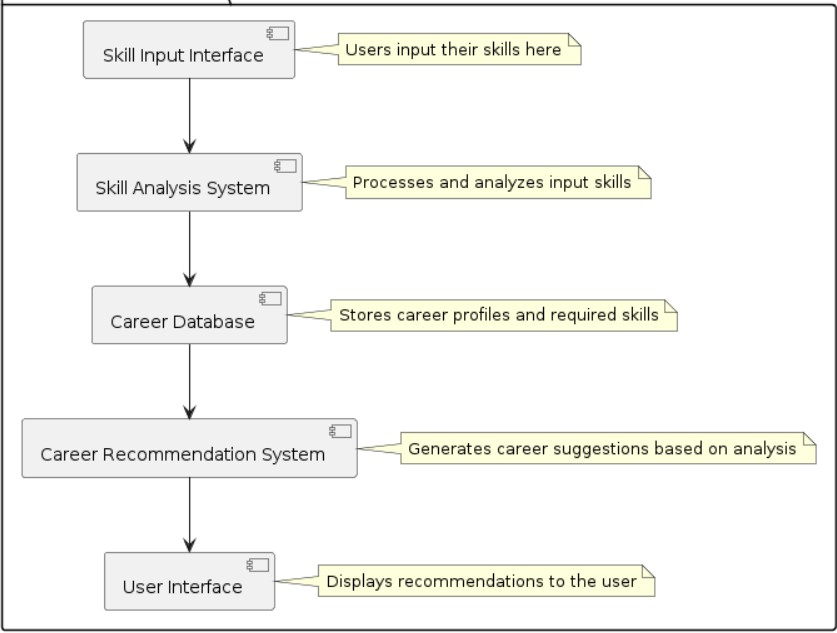 Skill Input Interface
Users input their skills here
Skill Analysis System
Processes and analyzes input skills
Career Database
Stores career profiles and required skills
Career Recommendation System
Generates career suggestions based on analysis
User Interface
Displays recommendations to the user